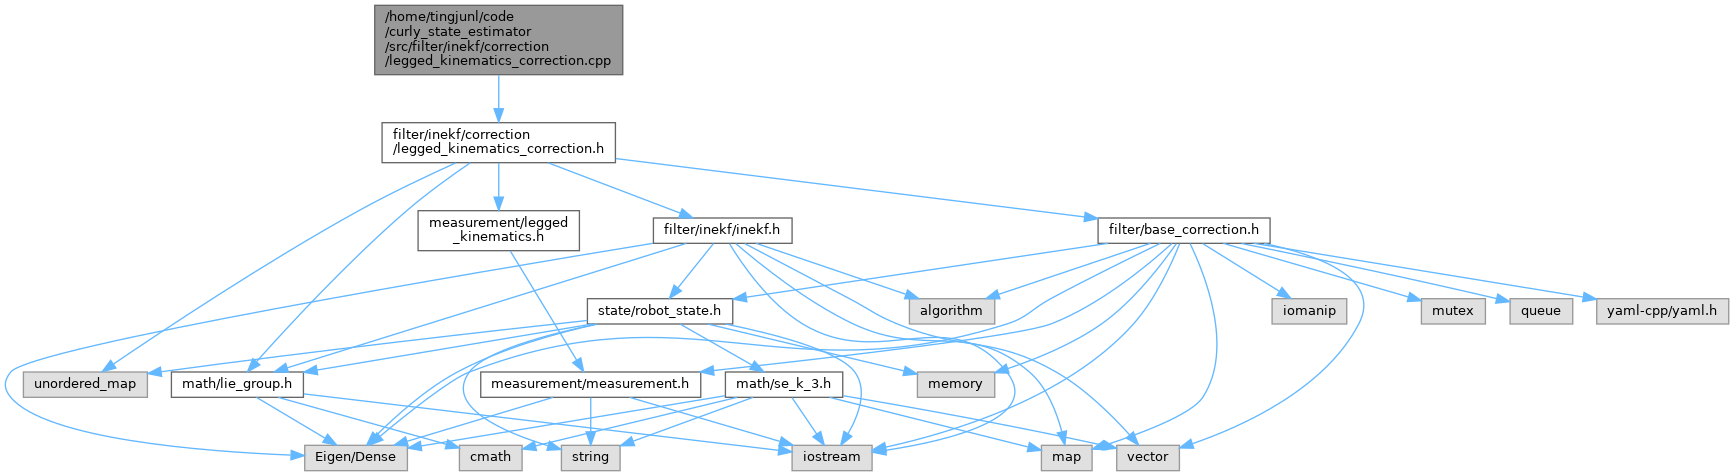 /home/tingjunl/code
/curly_state_estimator
/src/filter/inekf/correction
/legged_kinematics_correction.cpp
filter/inekf/correction
/legged_kinematics_correction.h
measurement/legged
_kinematics.h
filter/inekf/inekf.h
filter/base_correction.h
state/robot_state.h
algorithm
iomanip
mutex
queue
yaml-cpp/yaml.h
unordered_map
math/lie_group.h
measurement/measurement.h
math/se_k_3.h
memory
Eigen/Dense
cmath
string
iostream
map
vector